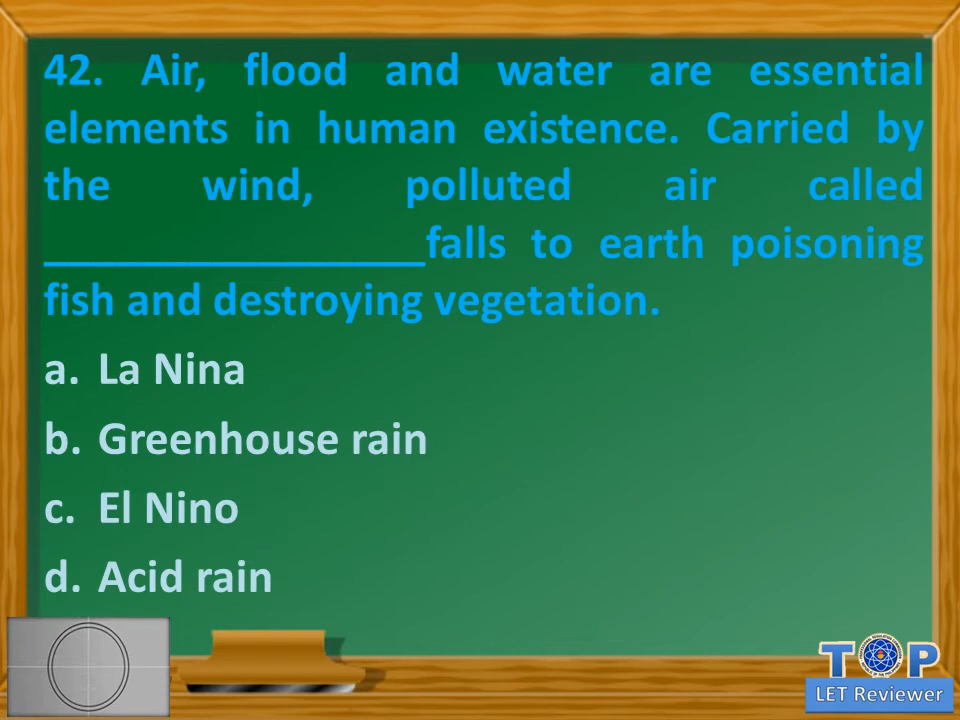 42. Air, flood and water are essential
elements in human existence. Carried by
the wind, polluted air called
________________falls to earth poisoning
fish and destroying vegetation.
a. La Nina
b. Greenhouse rain
c. El Nino
d. Acid rain
TOP
LET Reviewer